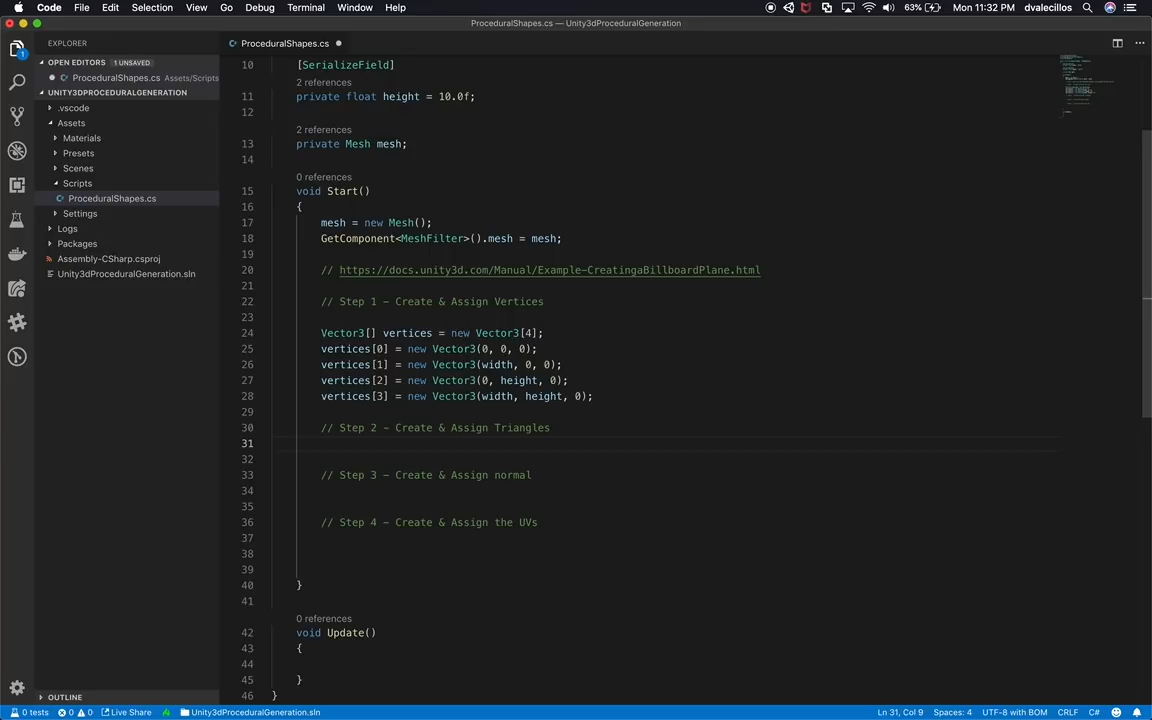 Code File Edit Selection View Go Debug Terminal Window Help
63% Mon 11:32 PM dvalecillos
ProceduralShapes.cs — Unity3dProceduralGeneration
EXPLORER
OPEN EDITORS 1 UNSAVED
ProceduralShapes.cs Assets/Scripts
UNITY3DPROCEDURALGENERATION
.vscode
Assets
Materials
Presets
Scenes
Scripts
ProceduralShapes.cs
Settings
Logs
Packages
Assembly-CSharp.csproj
Unity3dProceduralGeneration.sln
OUTLINE
1
ProceduralShapes.cs
10 [SerializeField]
2 references
11 private float height = 10.0f;
12
2 references
13 private Mesh mesh;
14
0 references
15 void Start()
16 {
17 mesh = new Mesh();
18 GetComponent<MeshFilter>().mesh = mesh;
19
20 // https://docs.unity3d.com/Manual/Example-CreatingaBillboardPlane.html
21
22 // Step 1 – Create & Assign Vertices
23
24 Vector3[] vertices = new Vector3[4];
25 vertices[0] = new Vector3(0, 0, 0);
26 vertices[1] = new Vector3(width, 0, 0);
27 vertices[2] = new Vector3(0, height, 0);
28 vertices[3] = new Vector3(width, height, 0);
29
30 // Step 2 – Create & Assign Triangles
31
32
33 // Step 3 – Create & Assign normal
34
35
36 // Step 4 – Create & Assign the UVs
37
38
39
40 }
41
0 references
42 void Update()
43 {
44
45 }
46 }
0 tests 0 0 Live Share Unity3dProceduralGeneration.sln
Ln 31, Col 9 Spaces: 4 UTF-8 with BOM CRLF C#